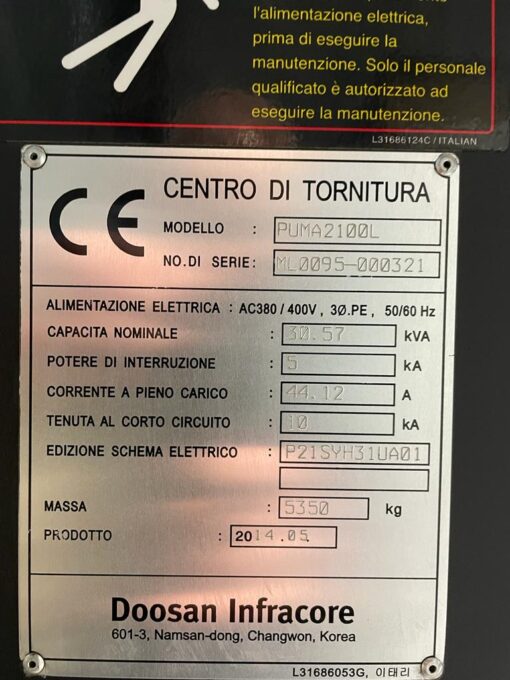 l'alimentazione elettrica,
prima di eseguire la
manutenzione. Solo il personale
qualificato è autorizzato ad
eseguire la manutenzione.
L31686124C / ITALIAN
CE CENTRO DI TORNITURA
MODELLO : PUMA2100L
NO.DI SERIE: ML0095-000321
ALIMENTAZIONE ELETTRICA : AC380 / 400V, 3Ø.PE, 50/60 Hz
CAPACITA NOMINALE : 30.57 kVA
POTERE DI INTERRUZIONE : 5 kA
CORRENTE A PIENO CARICO : 44.12 A
TENUTA AL CORTO CIRCUITO : 10 kA
EDIZIONE SCHEMA ELETTRICO : P21SYH31UA01
MASSA : 5350 kg
PRODOTTO : 2014.05
Doosan Infracore
601-3, Namsan-dong, Changwon, Korea
L31686053G, 이태리